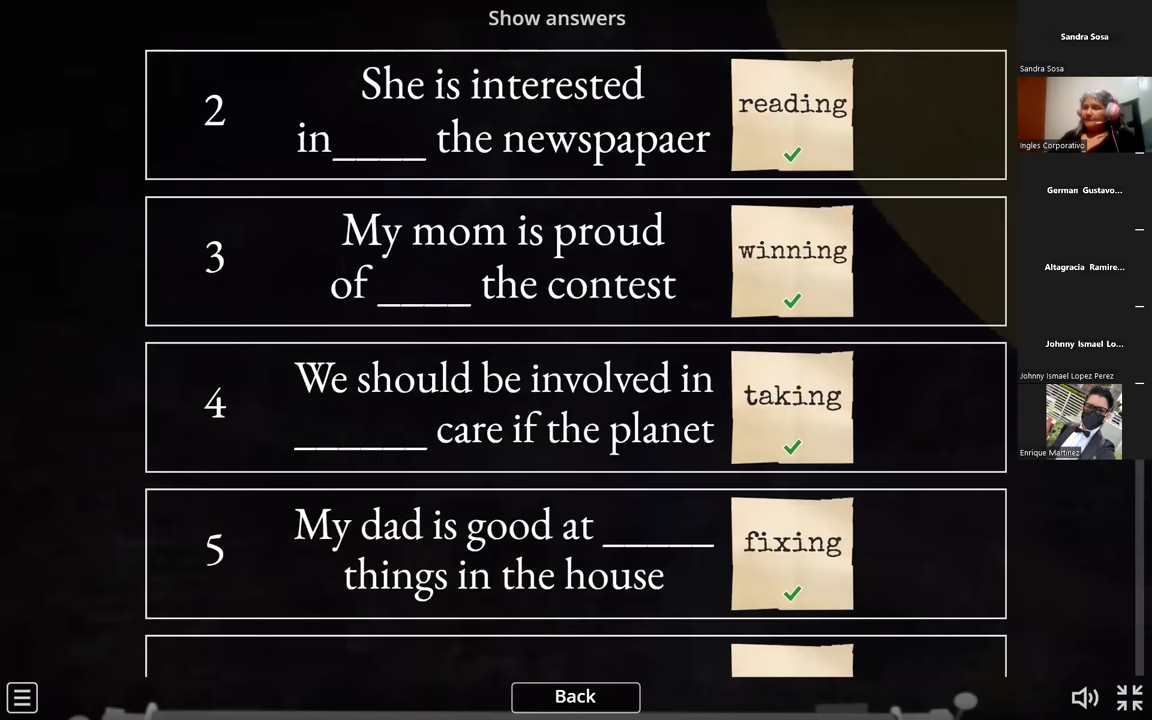 Show answers
2
She is interested
in____ the newspapaer
reading
3
My mom is proud
of ____ the contest
winning
4
We should be involved in
______ care if the planet
taking
5
My dad is good at _____
things in the house
fixing
Back
Sandra Sosa
Sandra Sosa
Ingles Corporativo
German Gustavo...
Altagracia Ramire...
Johnny Ismael Lo...
Johnny Ismael Lopez Perez
Enrique Martinez